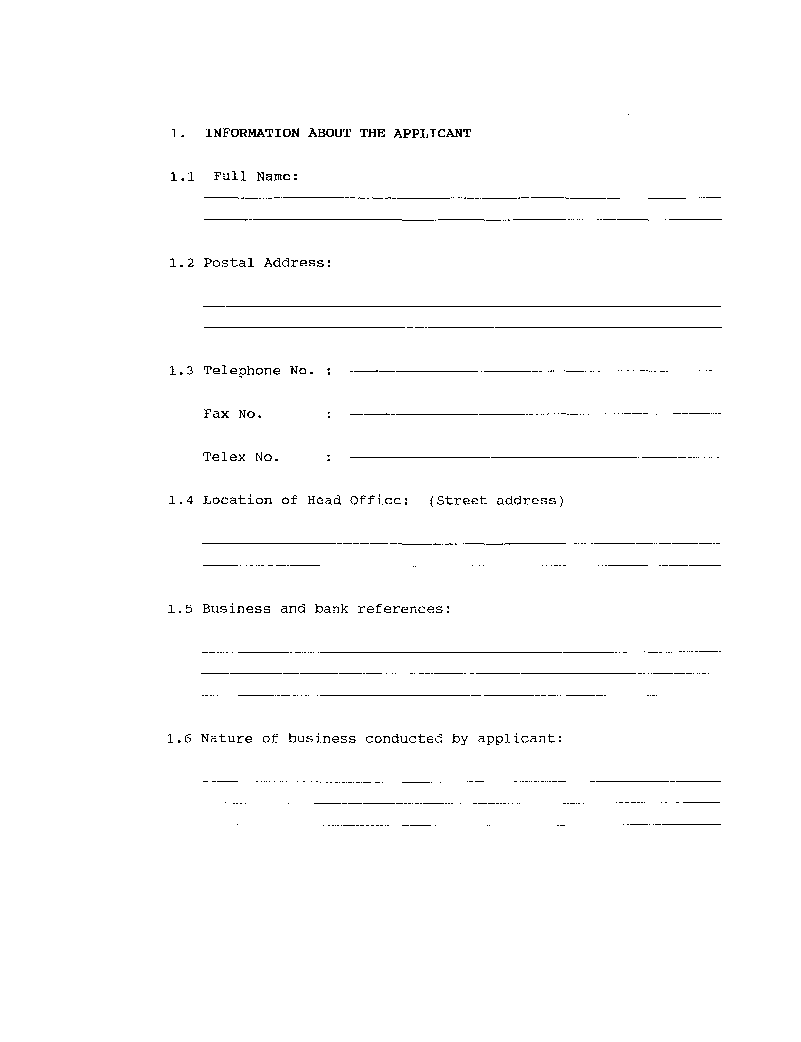 1. INFORMATION ABOUT THE APPLICANT
1.1 Full Name:
1.2 Postal Address:
1.3 Telephone No. :
Fax No. :
Telex No. :
1.4 Location of Head Office: (Street address)
1.5 Business and bank references:
1.6 Nature of business conducted by applicant: